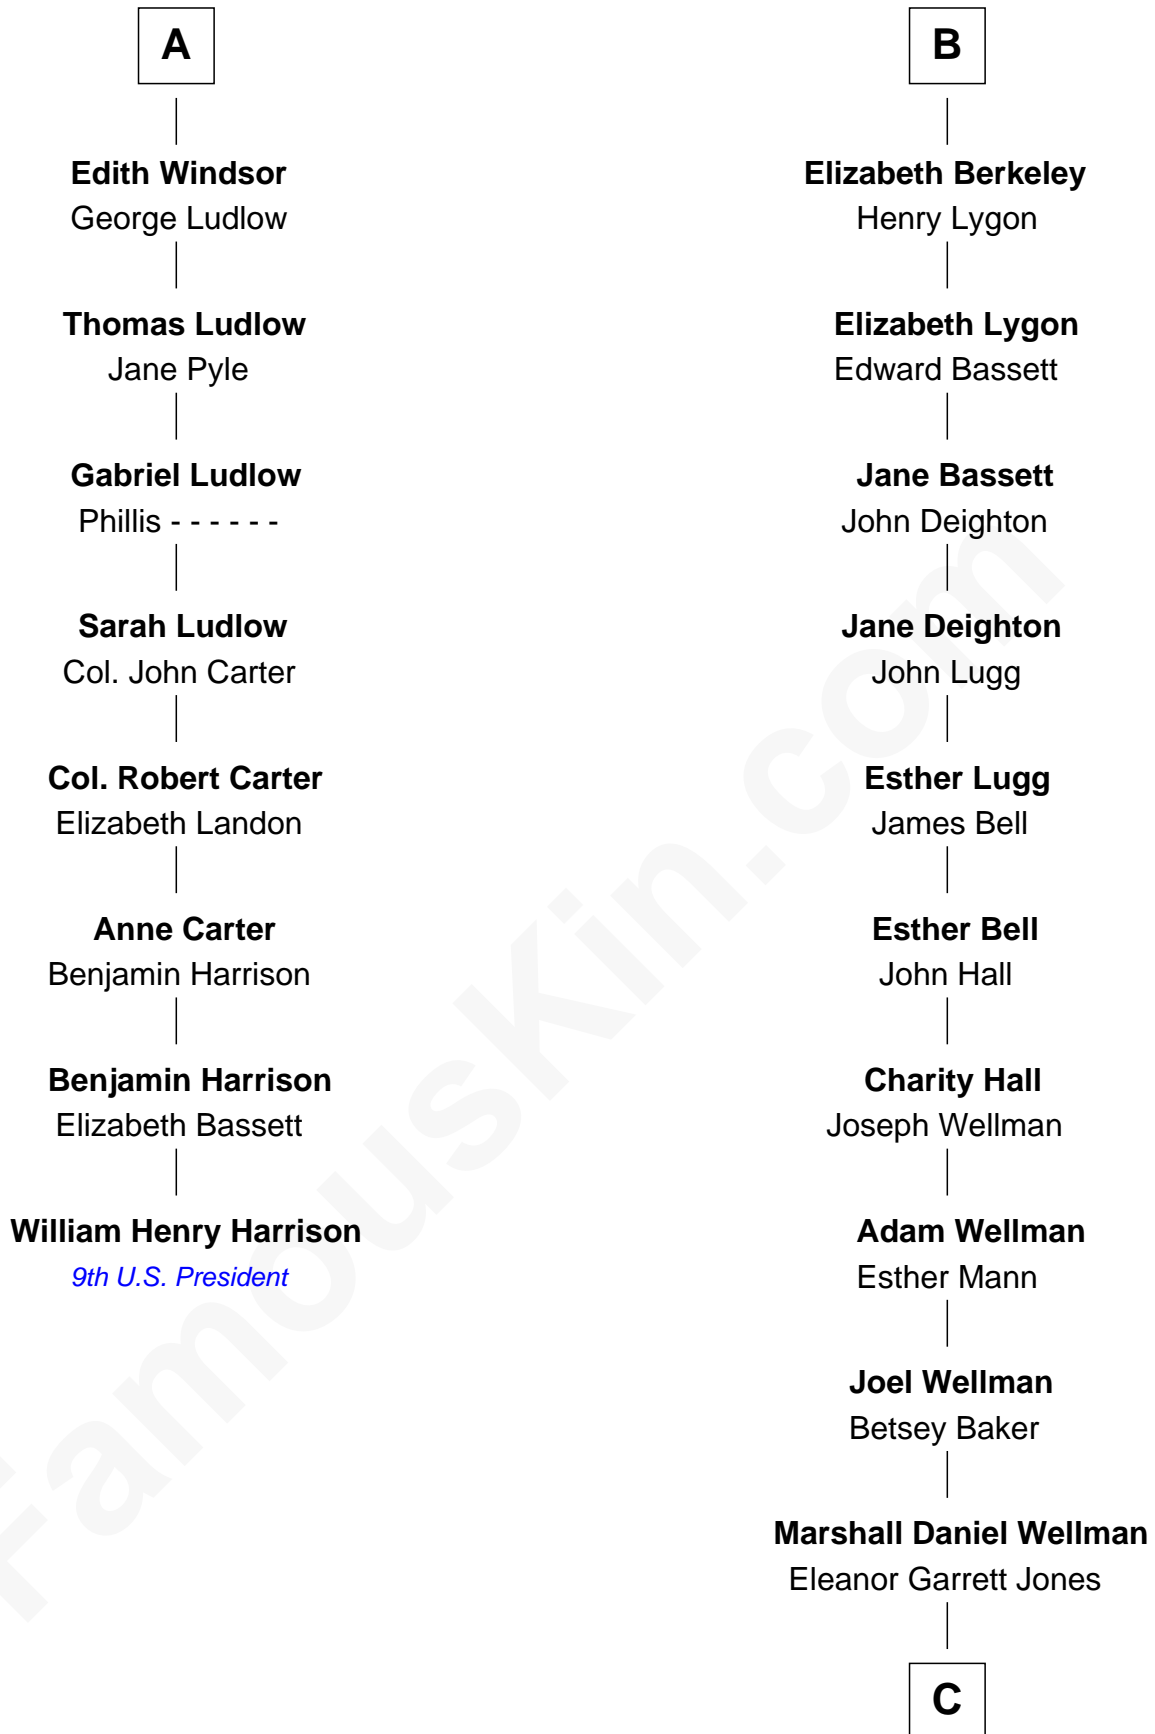 A
Edith Windsor
George Ludlow
Thomas Ludlow
Jane Pyle
Gabriel Ludlow
Phillis - - - - - -
Sarah Ludlow
Col. John Carter
Col. Robert Carter
Elizabeth Landon
Anne Carter
Benjamin Harrison
Benjamin Harrison
Elizabeth Bassett
William Henry Harrison
9th U.S. President
B
Elizabeth Berkeley
Henry Lygon
Elizabeth Lygon
Edward Bassett
Jane Bassett
John Deighton
Jane Deighton
John Lugg
Esther Lugg
James Bell
Esther Bell
John Hall
Charity Hall
Joseph Wellman
Adam Wellman
Esther Mann
Joel Wellman
Betsey Baker
Marshall Daniel Wellman
Eleanor Garrett Jones
C
FamousKin.com